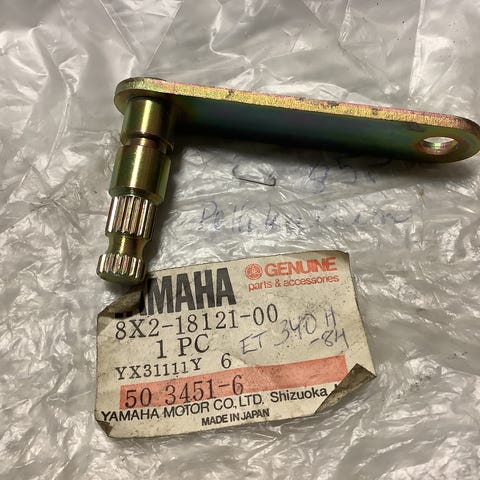 YAMAHA GENUINE
parts & accessories
8X2-18121-00
1 PC ET 340 H
YX31111Y 6 -84
50 3451-6
YAMAHA MOTOR CO., LTD. Shizuoka
MADE IN JAPAN